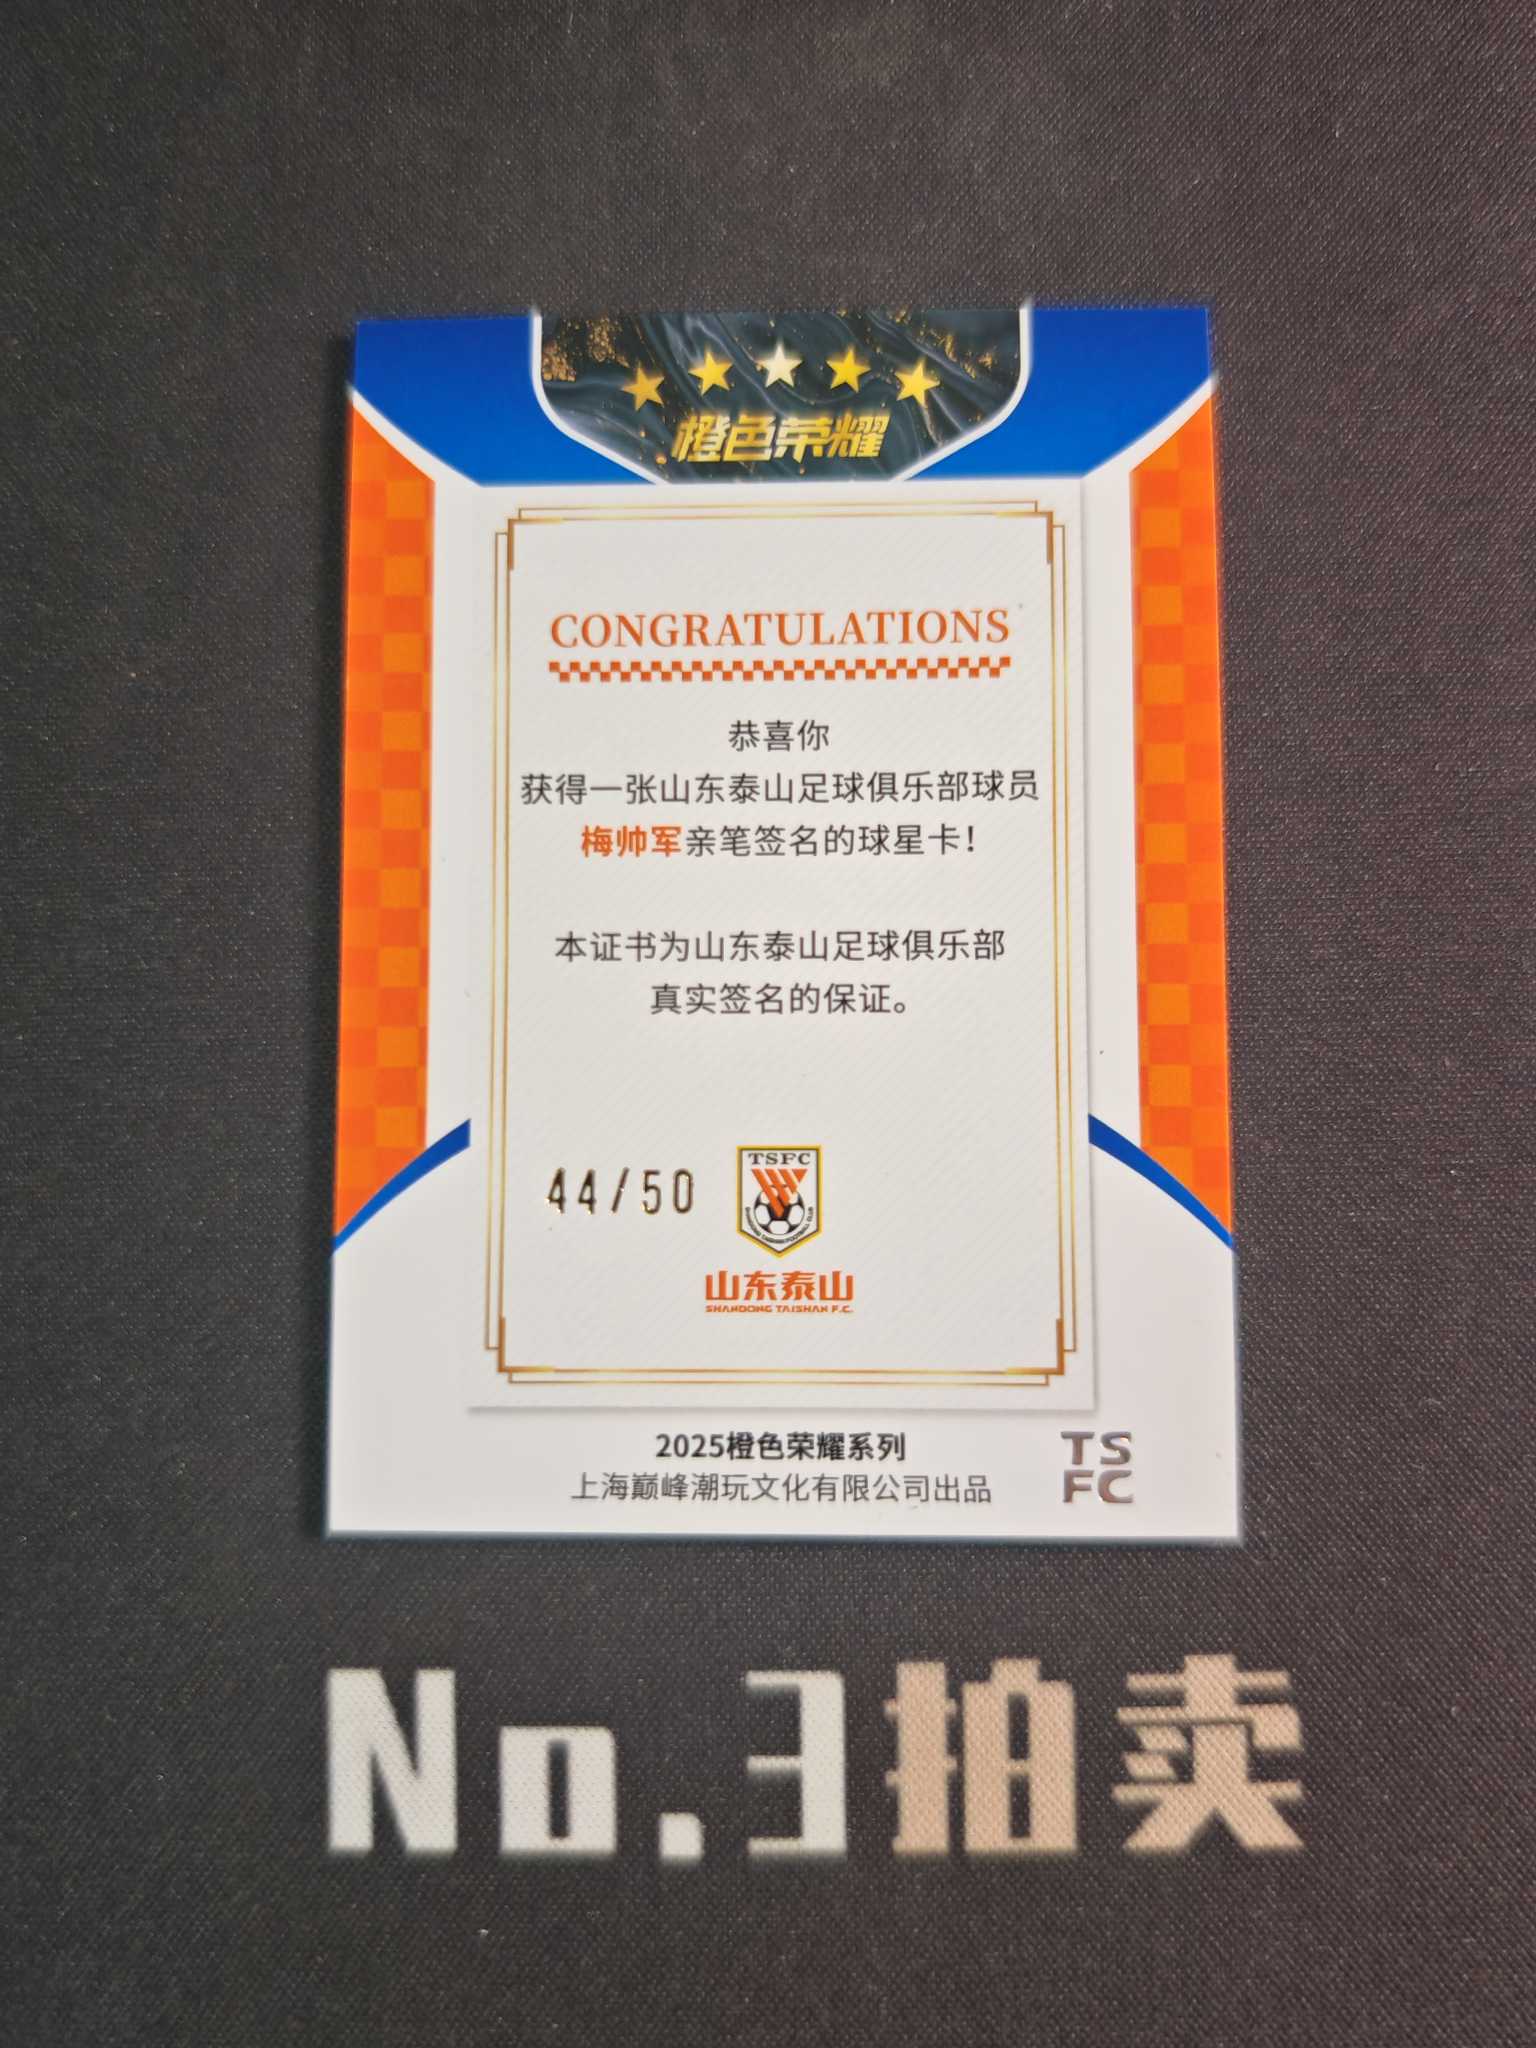 橙色荣耀
CONGRATULATIONS
恭喜你
获得一张山东泰山足球俱乐部球员
梅帅军亲笔签名的球星卡！
本证书为山东泰山足球俱乐部
真实签名的保证。
44/50
TSFC
SHANDONG TAISHAN FOOTBALL CLUB
山东泰山
SHANDONG TAISHAN F.C.
2025橙色荣耀系列
上海巅峰潮玩文化有限公司出品
TS
FC
No.3拍卖